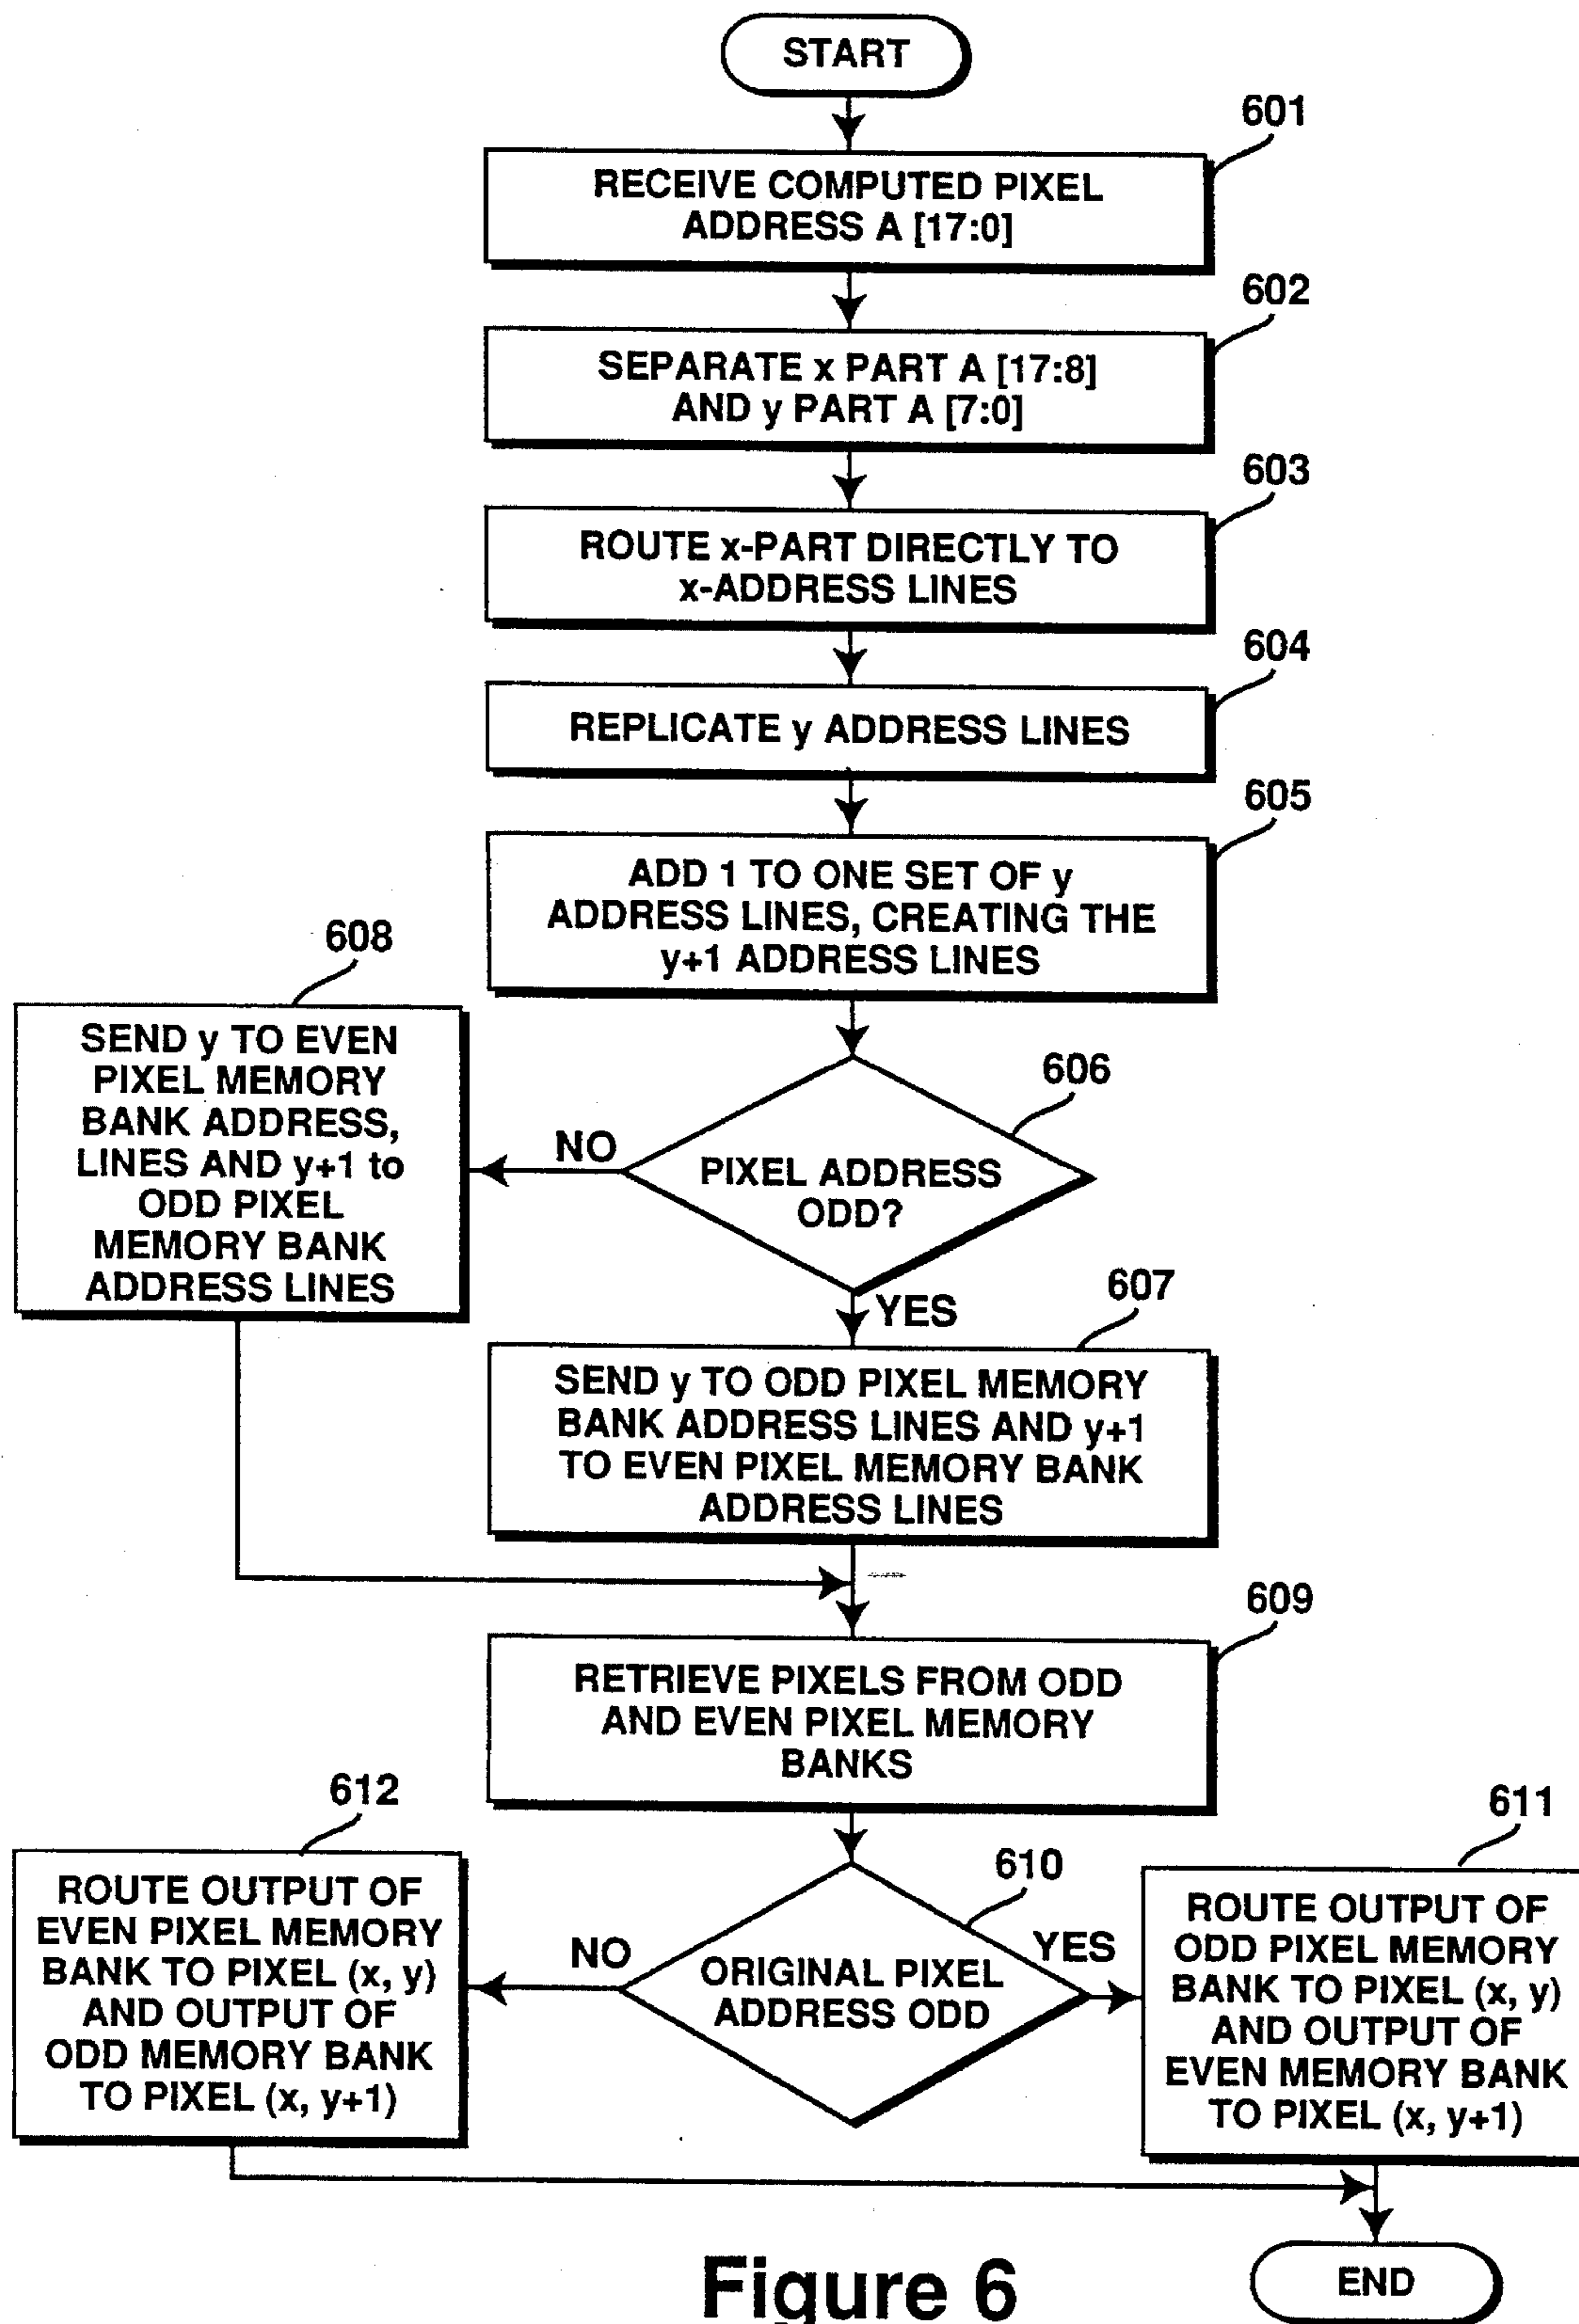 START
601
RECEIVE COMPUTED PIXEL
ADDRESS A [17:0]
602
SEPARATE x PART A [17:8]
AND y PART A [7:0]
603
ROUTE x-PART DIRECTLY TO
x-ADDRESS LINES
604
REPLICATE y ADDRESS LINES
605
ADD 1 TO ONE SET OF y
ADDRESS LINES, CREATING THE
y+1 ADDRESS LINES
608
SEND y TO EVEN
PIXEL MEMORY
BANK ADDRESS,
LINES AND y+1 to
ODD PIXEL
MEMORY BANK
ADDRESS LINES
NO
606
PIXEL ADDRESS
ODD?
YES
607
SEND y TO ODD PIXEL MEMORY
BANK ADDRESS LINES AND y+1
TO EVEN PIXEL MEMORY BANK
ADDRESS LINES
609
RETRIEVE PIXELS FROM ODD
AND EVEN PIXEL MEMORY
BANKS
612
ROUTE OUTPUT OF
EVEN PIXEL MEMORY
BANK TO PIXEL (x, y)
AND OUTPUT OF
ODD MEMORY BANK
TO PIXEL (x, y+1)
NO
610
ORIGINAL PIXEL
ADDRESS ODD
YES
611
ROUTE OUTPUT OF
ODD PIXEL MEMORY
BANK TO PIXEL (x, y)
AND OUTPUT OF
EVEN MEMORY BANK
TO PIXEL (x, y+1)
END
Figure 6